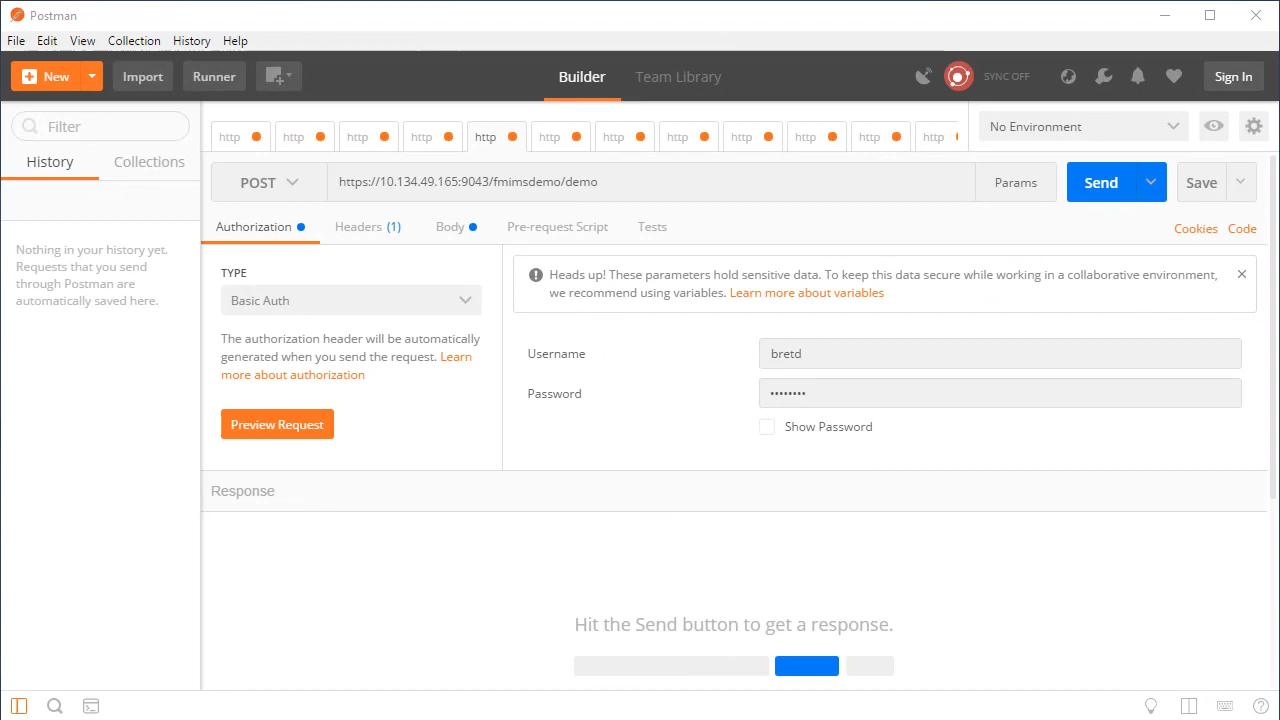 Postman
File Edit View Collection History Help
New Import Runner Builder Team Library SYNC OFF Sign In
Filter
History Collections
Nothing in your history yet.
Requests that you send
through Postman are
automatically saved here.
http http http http http http http http http http http http
No Environment
POST https://10.134.49.165:9043/fmimsdemo/demo Params Send Save
Authorization Headers (1) Body Pre-request Script Tests Cookies Code
TYPE
Basic Auth
The authorization header will be automatically
generated when you send the request. Learn
more about authorization
Preview Request
Heads up! These parameters hold sensitive data. To keep this data secure while working in a collaborative environment,
we recommend using variables. Learn more about variables
Username bretd
Password ••••••••
Show Password
Response
Hit the Send button to get a response.